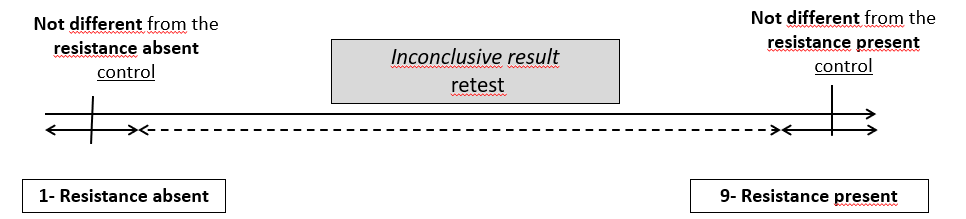 Not different from the
resistance absent
control
Inconclusive result
retest
Not different from the
resistance present
control
1- Resistance absent
9- Resistance present